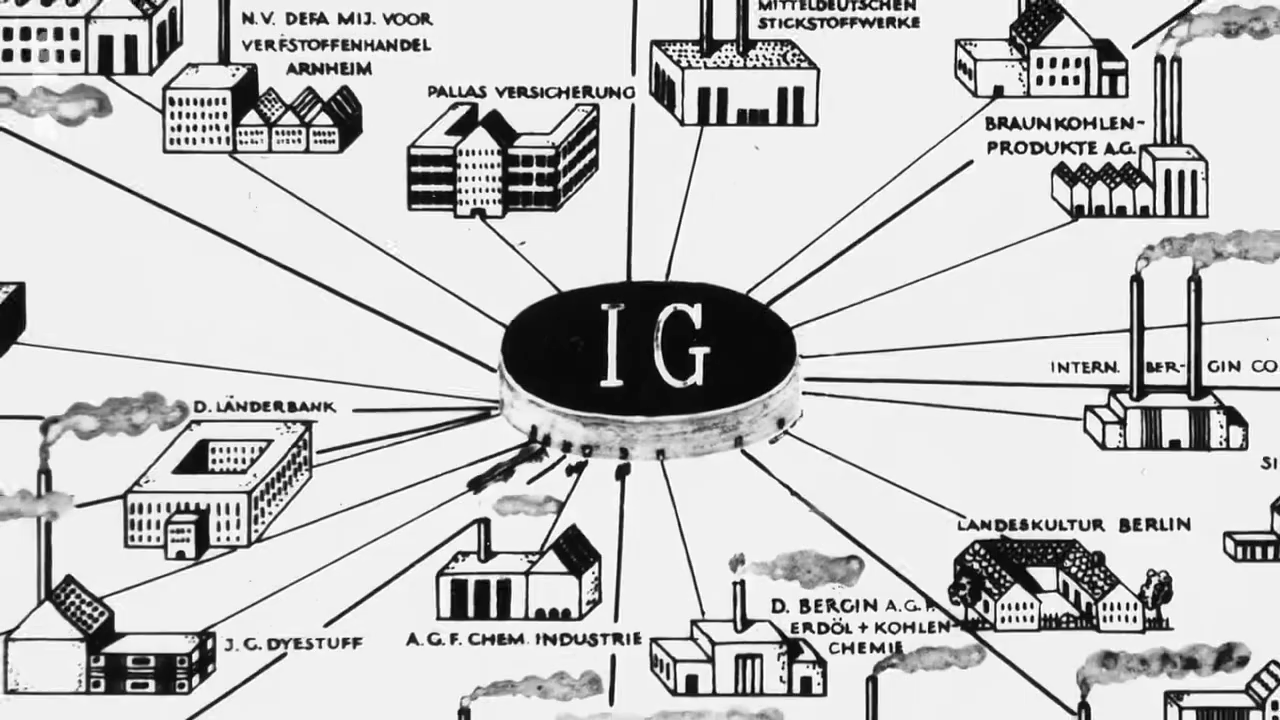 N.V. DEFA MIJ. VOOR
VERFSTOFFENHANDEL
ARNHEIM
MITTELDEUTSCHEN
STICKSTOFFWERKE
PALLAS VERSICHERUNG
BRAUNKOHLEN-
PRODUKTE A.G.
IG
INTERN. BER- GIN CO
D. LÄNDERBANK
SI
LANDESKULTUR BERLIN
D. BERGIN A.G.F.
ERDÖL + KOHLEN-
CHEMIE
A.G.F. CHEM. INDUSTRIE
J.G. DYESTUFF